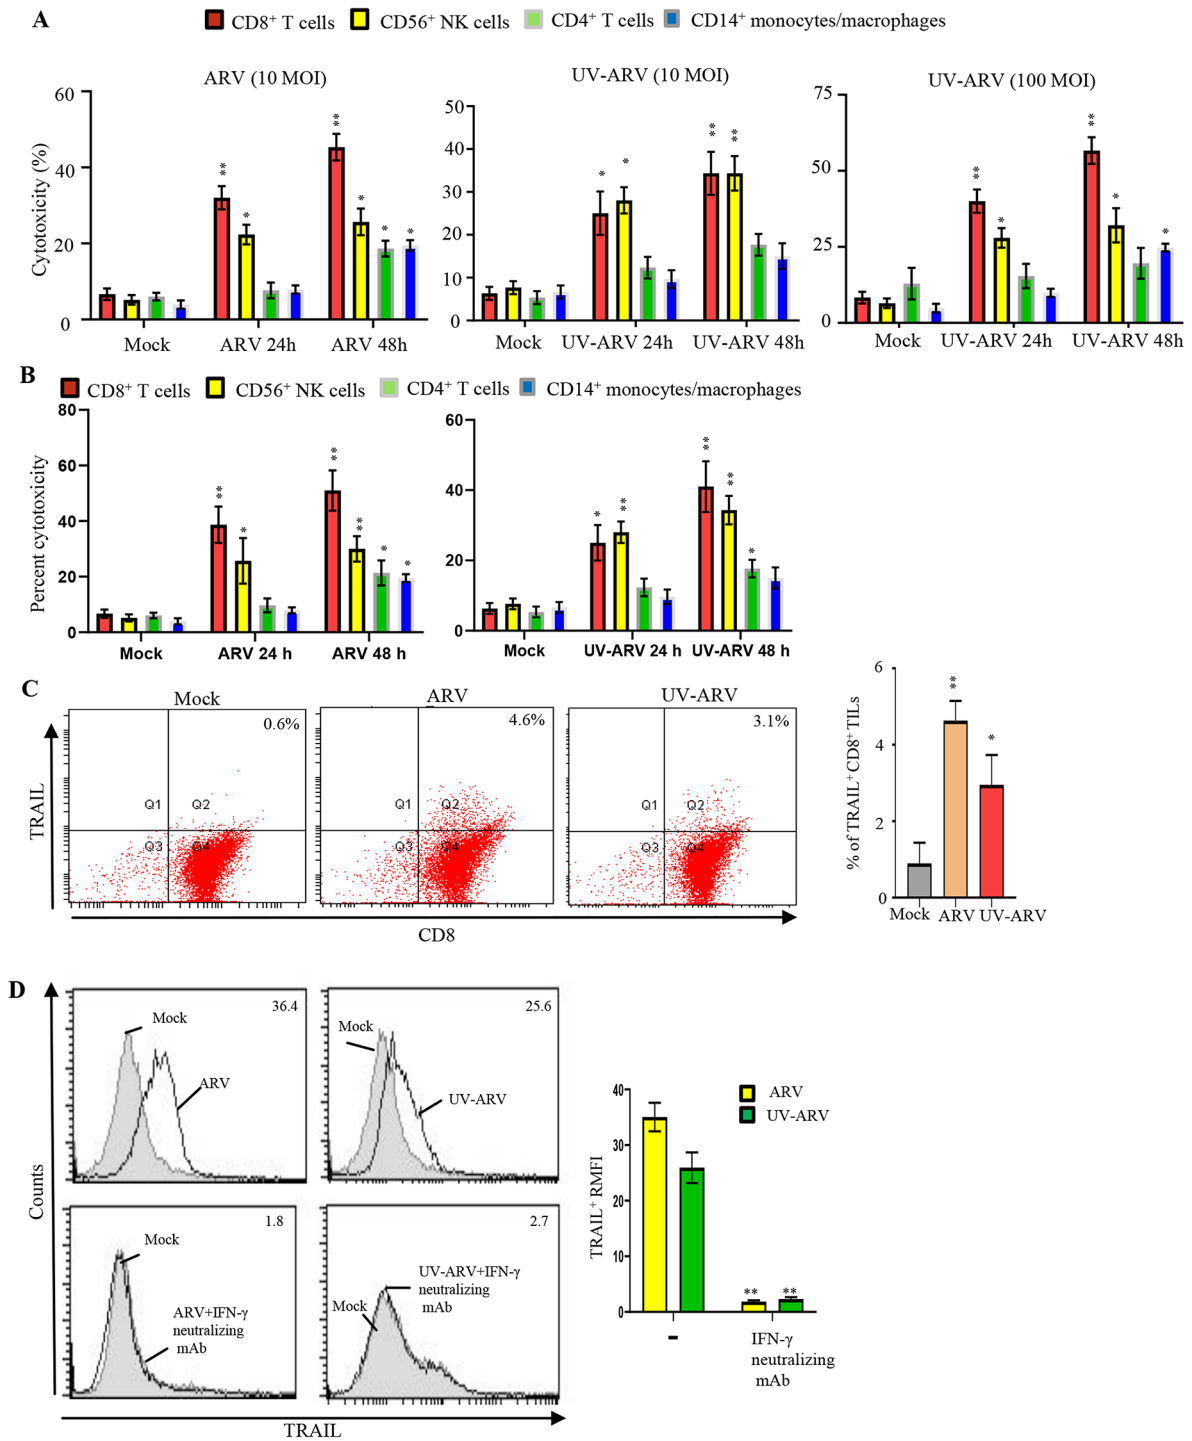 A
CD8⁺ T cells CD56⁺ NK cells CD4⁺ T cells CD14⁺ monocytes/macrophages
ARV (10 MOI) UV-ARV (10 MOI) UV-ARV (100 MOI)
Cytotoxicity (%)
60
40
20
0
** * ** * * *
Mock ARV 24h ARV 48h
50
40
30
20
10
0
* * ** **
Mock UV-ARV 24h UV-ARV 48h
75
50
25
0
** * ** * *
Mock UV-ARV 24h UV-ARV 48h
B
CD8⁺ T cells CD56⁺ NK cells CD4⁺ T cells CD14⁺ monocytes/macrophages
Percent cytotoxicity
80
60
40
20
0
** * ** ** * *
Mock ARV 24 h ARV 48 h
60
40
20
0
* ** ** ** *
Mock UV-ARV 24 h UV-ARV 48 h
C
Mock ARV UV-ARV
TRAIL
0.6% 4.6% 3.1%
Q1 Q2 Q1 Q2 Q1 Q2
Q3 Q4 Q3 Q4 Q3 Q4
CD8
% of TRAIL⁺ CD8⁺ TILs
6
4
2
0
** *
Mock ARV UV-ARV
D
Counts
36.4
Mock
ARV
25.6
Mock
UV-ARV
1.8
Mock
ARV+IFN-γ
neutralizing
mAb
2.7
UV-ARV+IFN-γ
neutralizing
mAb
Mock
TRAIL
TRAIL⁺ RMFI
40
30
20
10
0
ARV
UV-ARV
** **
- IFN-γ
neutralizing
mAb